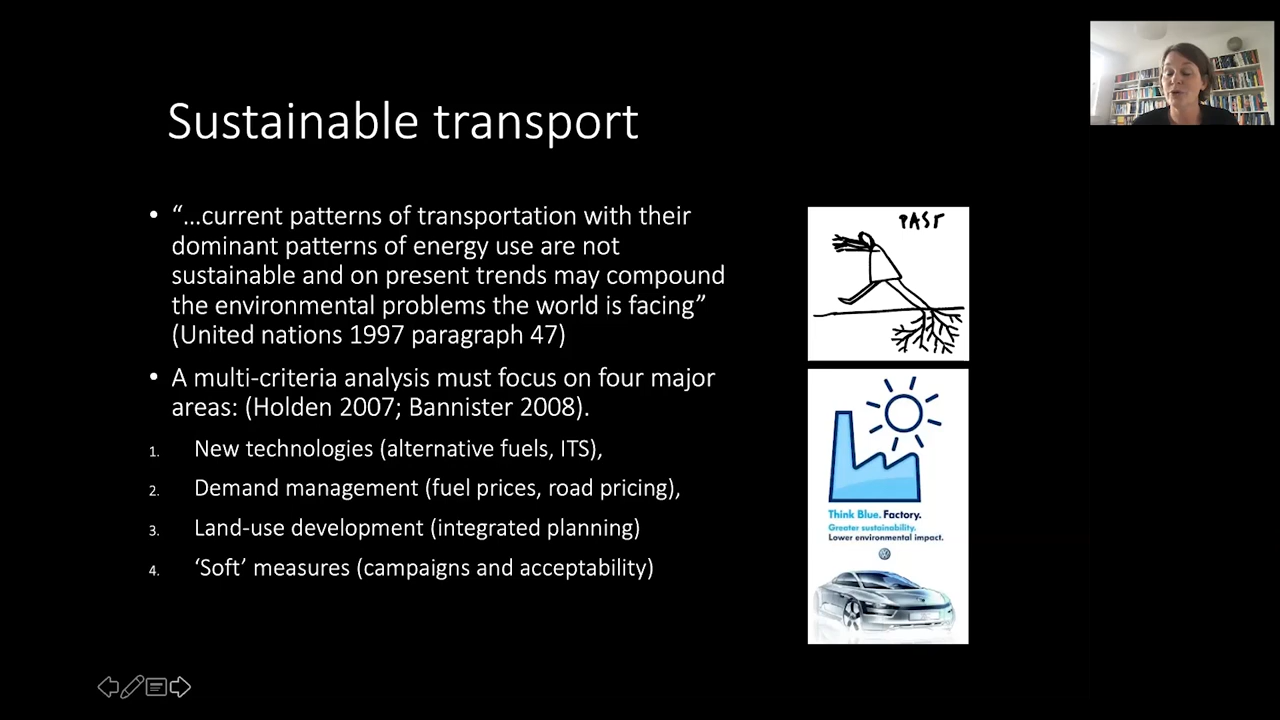 Sustainable transport
• “...current patterns of transportation with their
dominant patterns of energy use are not
sustainable and on present trends may compound
the environmental problems the world is facing”
(United nations 1997 paragraph 47)
• A multi-criteria analysis must focus on four major
areas: (Holden 2007; Bannister 2008).
1. New technologies (alternative fuels, ITS),
2. Demand management (fuel prices, road pricing),
3. Land-use development (integrated planning)
4. ‘Soft’ measures (campaigns and acceptability)
PAST
Think Blue. Factory.
Greater sustainability.
Lower environmental impact.